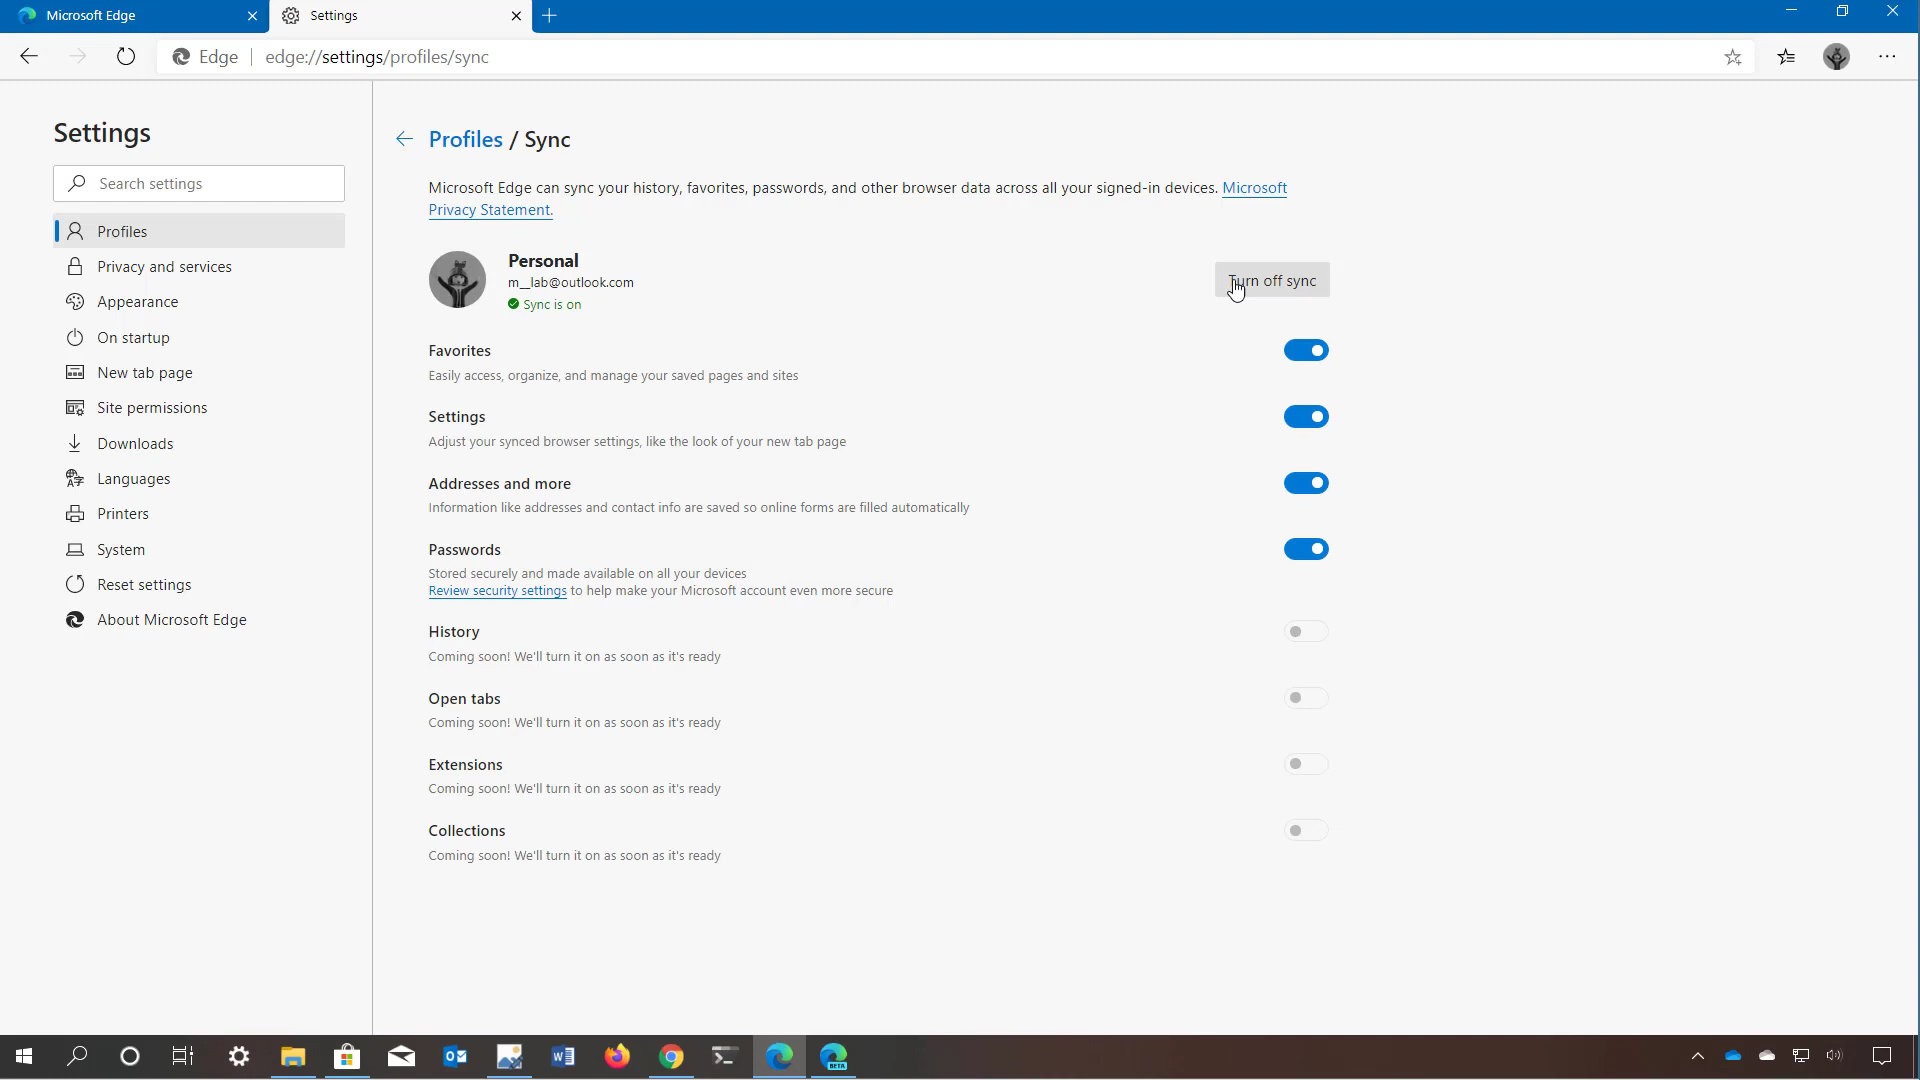 Microsoft Edge
Settings
Edge
edge://settings/profiles/sync
Settings
Search settings
Profiles
Privacy and services
Appearance
On startup
New tab page
Site permissions
Downloads
Languages
Printers
System
Reset settings
About Microsoft Edge
Profiles / Sync
Microsoft Edge can sync your history, favorites, passwords, and other browser data across all your signed-in devices. Microsoft
Privacy Statement.
Personal
m__lab@outlook.com
Sync is on
Turn off sync
Favorites
Easily access, organize, and manage your saved pages and sites
Settings
Adjust your synced browser settings, like the look of your new tab page
Addresses and more
Information like addresses and contact info are saved so online forms are filled automatically
Passwords
Stored securely and made available on all your devices
Review security settings to help make your Microsoft account even more secure
History
Coming soon! We'll turn it on as soon as it's ready
Open tabs
Coming soon! We'll turn it on as soon as it's ready
Extensions
Coming soon! We'll turn it on as soon as it's ready
Collections
Coming soon! We'll turn it on as soon as it's ready
BETA